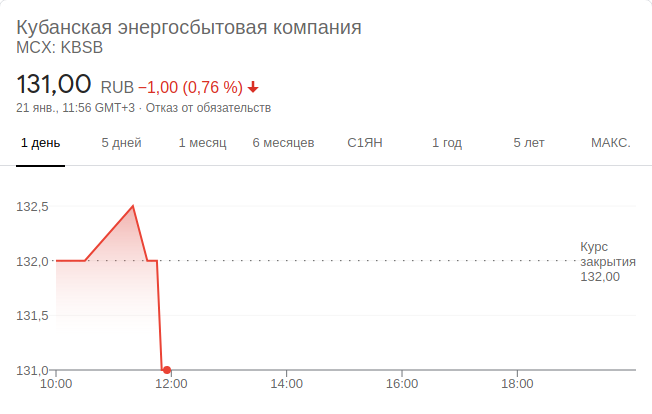 Кубанская энергосбытовая компания
MCX: KBSB
131,00 RUB −1,00 (0,76 %)
21 янв., 11:56 GMT+3 · Отказ от обязательств
1 день 5 дней 1 месяц 6 месяцев С1ЯН 1 год 5 лет МАКС.
132,5
132,0
131,5
131,0
Курс
закрытия
132,00
10:00 12:00 14:00 16:00 18:00